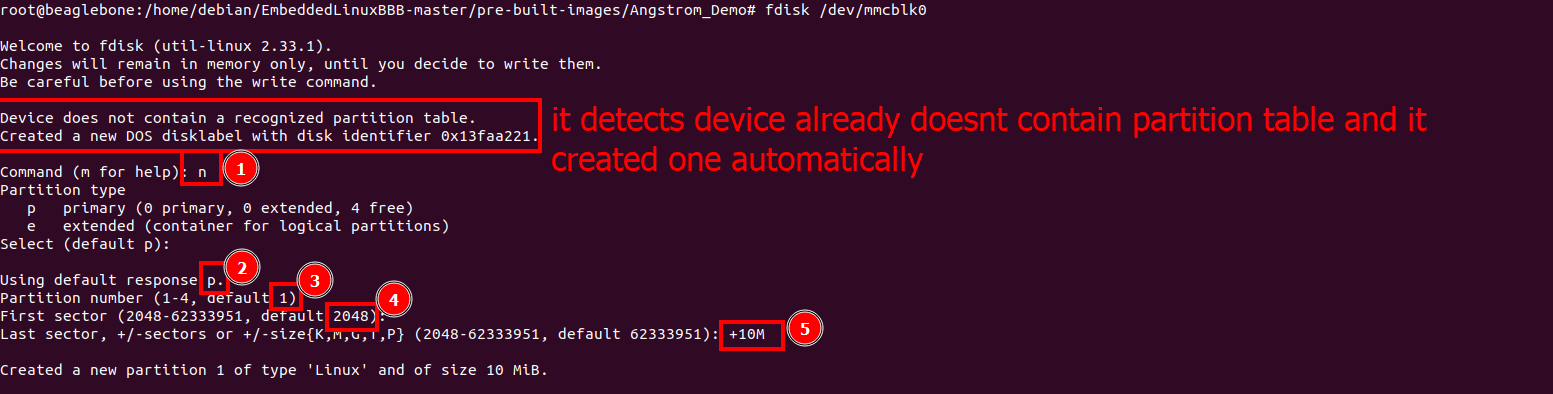 root@beaglebone:/home/debian/EmbeddedLinuxBBB-master/pre-built-images/Angstrom_Demo# fdisk /dev/mmcblk0
Welcome to fdisk (util-linux 2.33.1).
Changes will remain in memory only, until you decide to write them.
Be careful before using the write command.
Device does not contain a recognized partition table.
Created a new DOS disklabel with disk identifier 0x13faa221.
it detects device already doesnt contain partition table and it
created one automatically
Command (m for help): n
1
Partition type
p primary (0 primary, 0 extended, 4 free)
e extended (container for logical partitions)
Select (default p):
2
Using default response p.
3
Partition number (1-4, default 1)
4
First sector (2048-62333951, default 2048):
Last sector, +/-sectors or +/-size{K,M,G,T,P} (2048-62333951, default 62333951): +10M
5
Created a new partition 1 of type 'Linux' and of size 10 MiB.